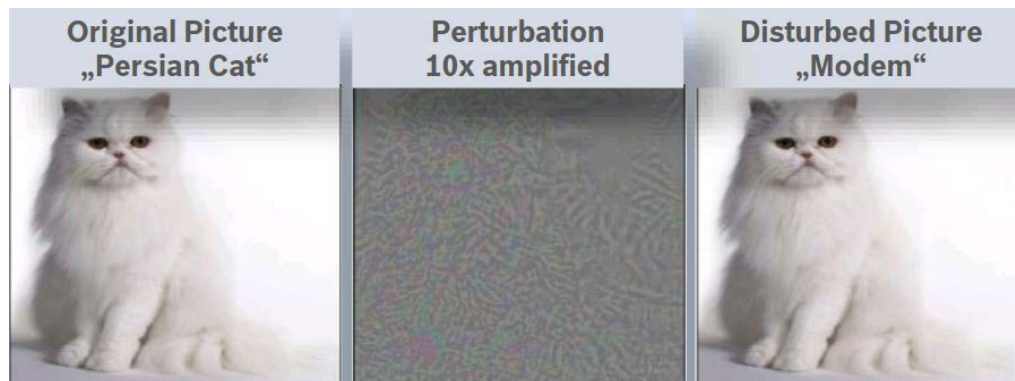 Original Picture
„Persian Cat“
Perturbation
10x amplified
Disturbed Picture
„Modem“